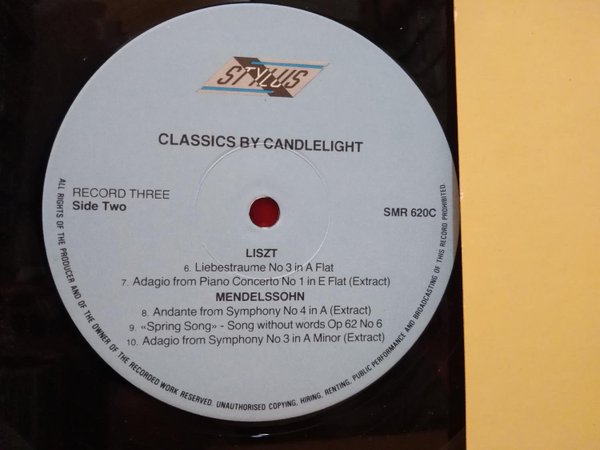 STYLUS
CLASSICS BY CANDLELIGHT
RECORD THREE
Side Two
SMR 620C
LISZT
6. Liebestraume No 3 in A Flat
7. Adagio from Piano Concerto No 1 in E Flat (Extract)
MENDELSSOHN
8. Andante from Symphony No 4 in A (Extract)
9. «Spring Song» - Song without words Op 62 No 6
10. Adagio from Symphony No 3 in A Minor (Extract)
ALL RIGHTS OF THE PRODUCER AND OF THE OWNER OF THE RECORDED WORK RESERVED. UNAUTHORISED COPYING, HIRING, RENTING, PUBLIC PERFORMANCE AND BROADCASTING OF THIS RECORD PROHIBITED.